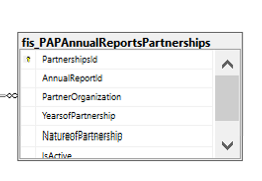 fis_PAPAnnualReportsPartnerships
PartnershipsId
AnnualReportId
PartnerOrganization
YearsofPartnership
NatureofPartnership
IsActive